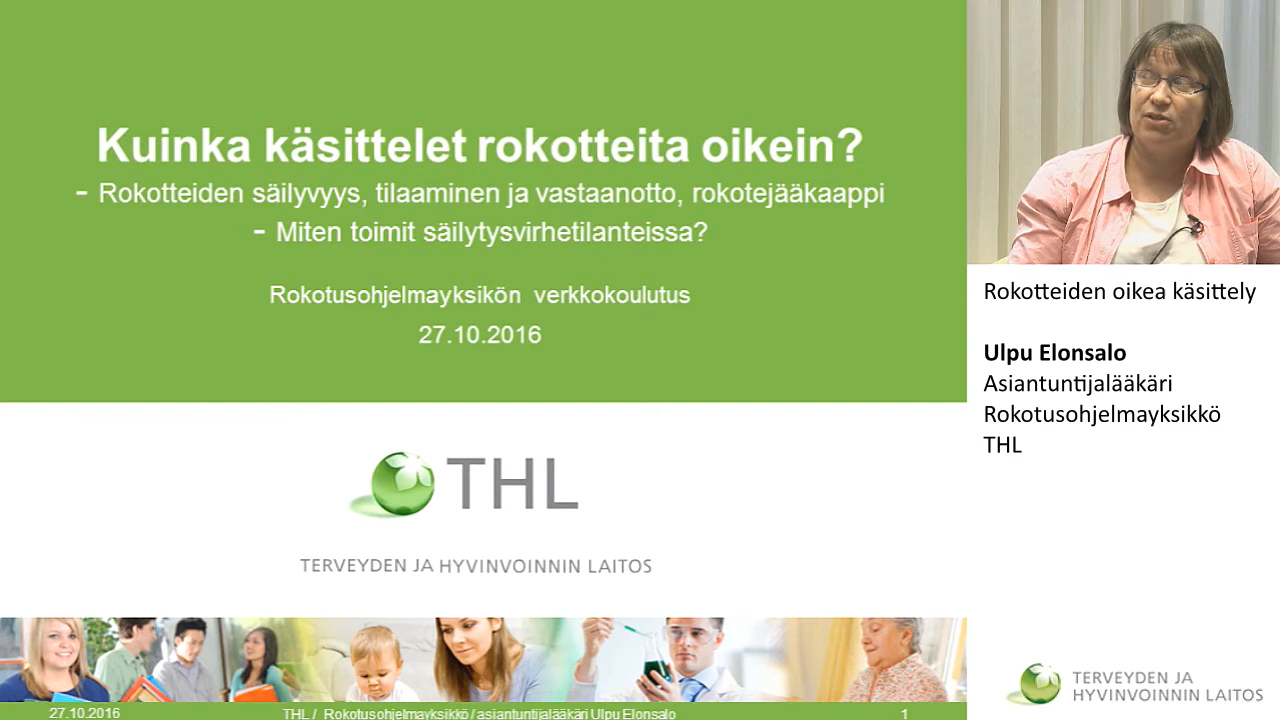 Kuinka käsittelet rokotteita oikein?
- Rokotteiden säilyvyys, tilaaminen ja vastaanotto, rokotejääkaappi
- Miten toimit säilytysvirhetilanteissa?
Rokotusohjelmayksikön verkkokoulutus
27.10.2016
THL
TERVEYDEN JA HYVINVOINNIN LAITOS
27.10.2016
THL / Rokotusohjelmayksikkö / asiantuntijalääkäri Ulpu Elonsalo
1
Rokotteiden oikea käsittely
Ulpu Elonsalo
Asiantuntijalääkäri
Rokotusohjelmayksikkö
THL
TERVEYDEN JA
HYVINVOINNIN LAITOS